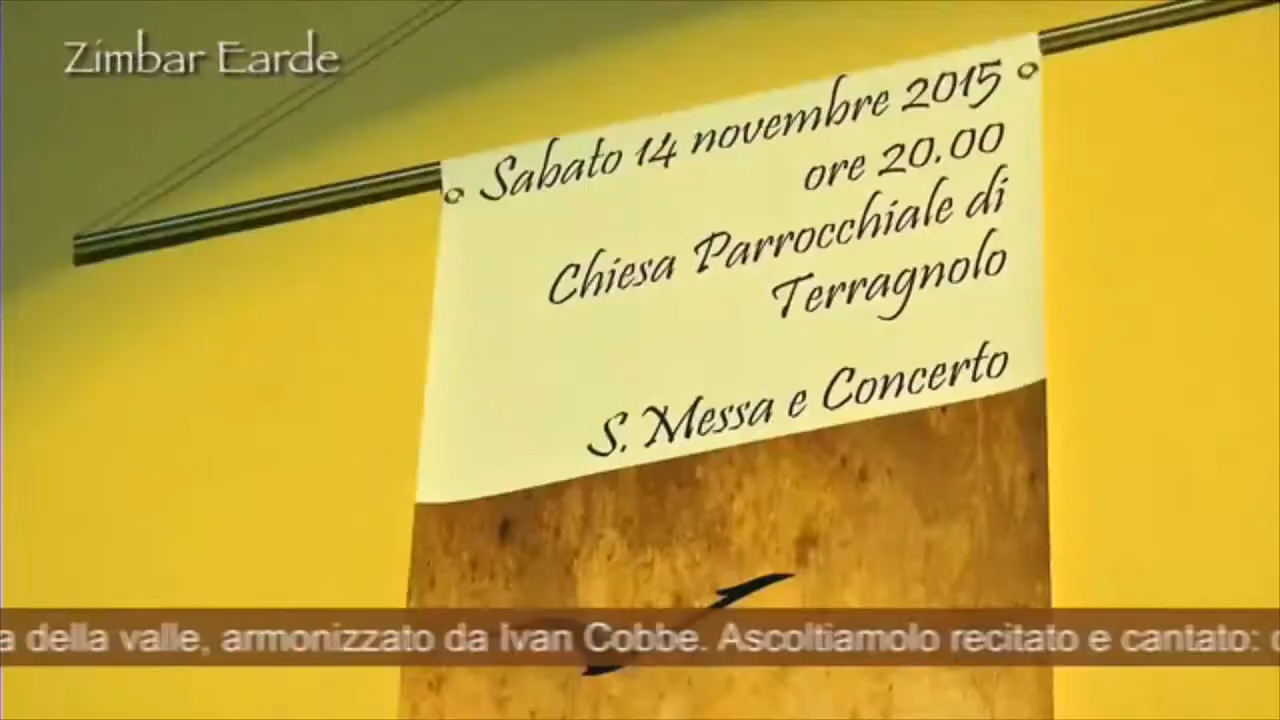 Zimbar Earde
Sabato 14 novembre 2015
ore 20.00
Chiesa Parrocchiale di
Terragnolo
S. Messa e Concerto
della valle, armonizzato da Ivan Cobbe. Ascoltiamolo recitato e cantato: